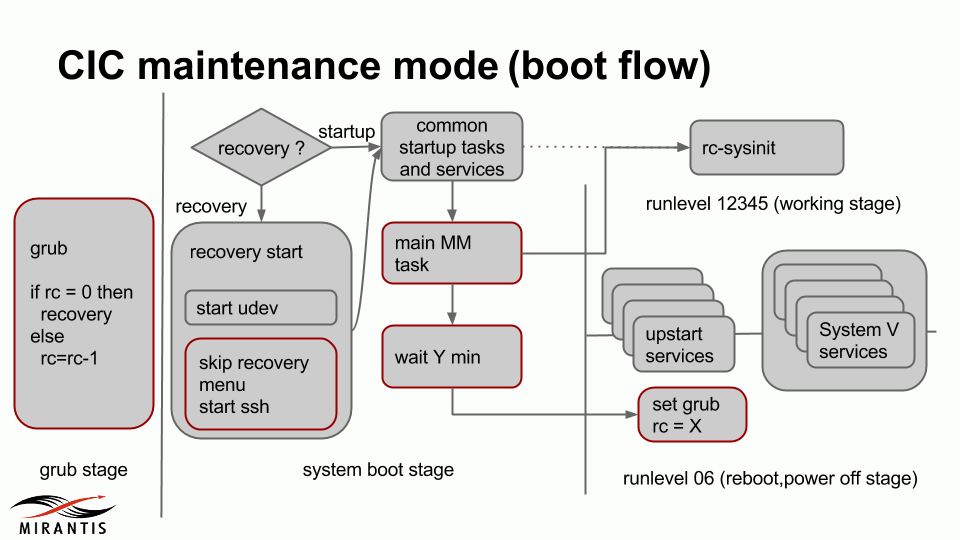 CIC maintenance mode (boot flow)
grub
if rc = 0 then
recovery
else
rc=rc-1
grub stage
recovery ?
startup
recovery
recovery start
start udev
skip recovery
menu
start ssh
common
startup tasks
and services
main MM
task
wait Y min
system boot stage
rc-sysinit
runlevel 12345 (working stage)
upstart
services
System V
services
set grub
rc = X
runlevel 06 (reboot,power off stage)
MIRANTIS